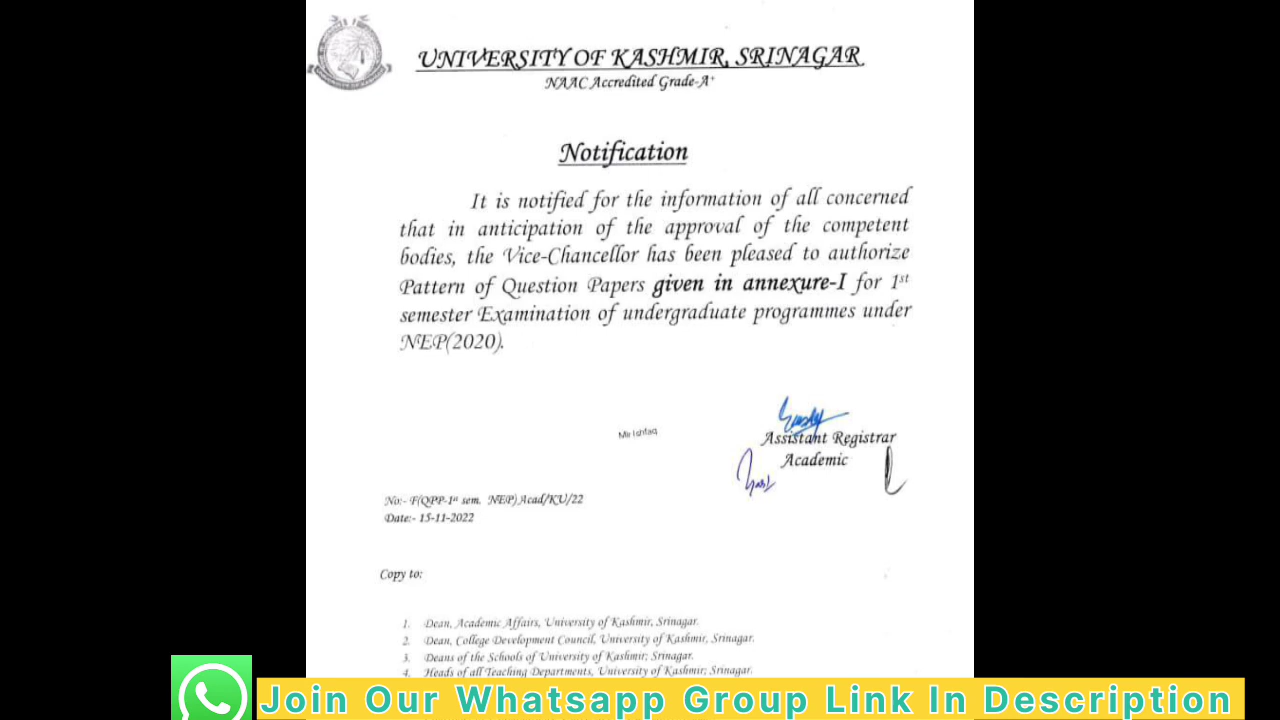 UNIVERSITY OF KASHMIR, SRINAGAR
NAAC Accredited Grade-A+
Notification
It is notified for the information of all concerned
that in anticipation of the approval of the competent
bodies, the Vice-Chancellor has been pleased to authorize
Pattern of Question Papers given in annexure-I for 1st
semester Examination of undergraduate programmes under
NEP(2020).
Mir Ishfaq
Assistant Registrar
Academic
No:- F(QPP-1st sem. NEP) Acad/KU/22
Date:- 15-11-2022
Copy to:
1. Dean, Academic Affairs, University of Kashmir, Srinagar.
2. Dean, College Development Council, University of Kashmir, Srinagar.
3. Deans of the Schools of University of Kashmir; Srinagar.
4. Heads of all Teaching Departments, University of Kashmir; Srinagar.
Join Our Whatsapp Group Link In Description